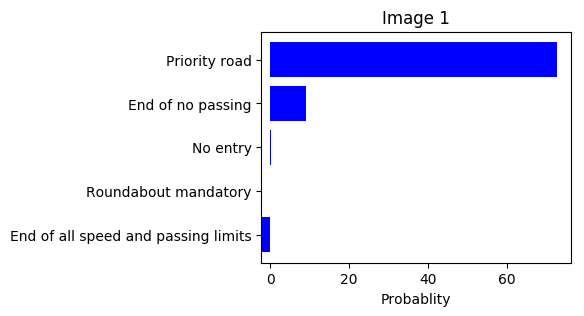 Image 1
Priority road
End of no passing
No entry
Roundabout mandatory
End of all speed and passing limits
0 20 40 60
Probablity